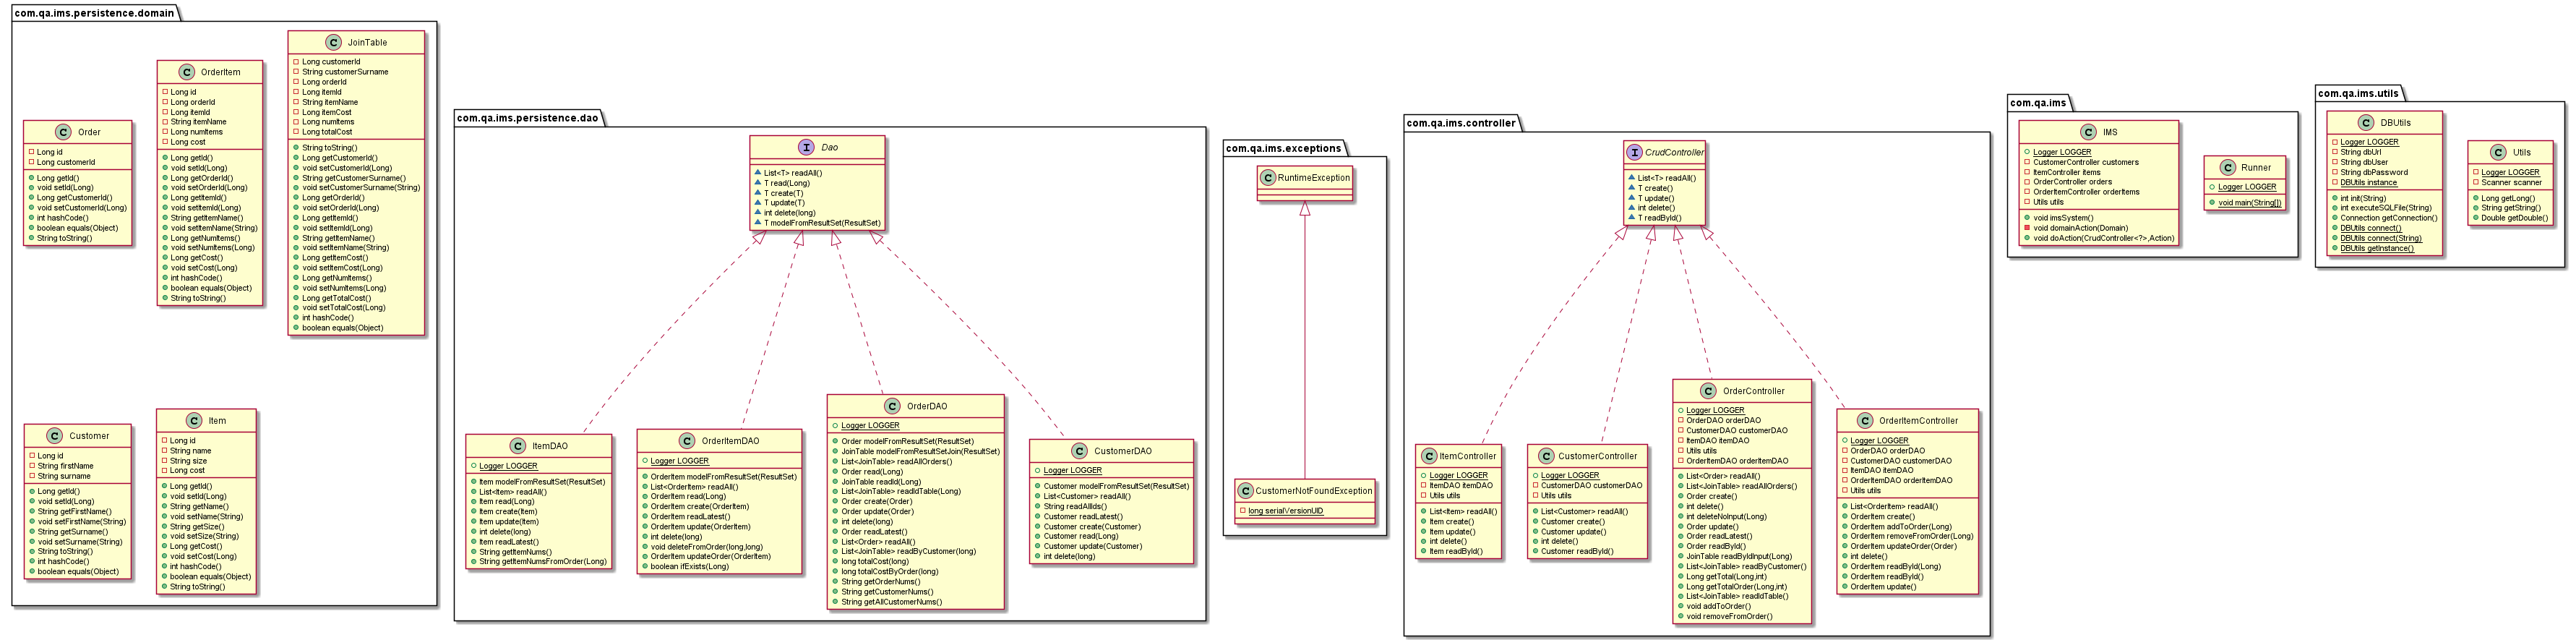 com.qa.ims.persistence.domain
C Order
Long id
Long customerId
Long getId()
void setId(Long)
Long getCustomerId()
void setCustomerId(Long)
int hashCode()
boolean equals(Object)
String toString()
C OrderItem
Long id
Long orderId
Long itemId
String itemName
Long numItems
Long cost
Long getId()
void setId(Long)
Long getOrderId()
void setOrderId(Long)
Long getItemId()
void setItemId(Long)
String getItemName()
void setItemName(String)
Long getNumItems()
void setNumItems(Long)
Long getCost()
void setCost(Long)
int hashCode()
boolean equals(Object)
String toString()
C JoinTable
Long customerId
String customerSurname
Long orderId
Long itemId
String itemName
Long itemCost
Long numItems
Long totalCost
String toString()
Long getCustomerId()
void setCustomerId(Long)
String getCustomerSurname()
void setCustomerSurname(String)
Long getOrderId()
void setOrderId(Long)
Long getItemId()
void setItemId(Long)
String getItemName()
void setItemName(String)
Long getItemCost()
void setItemCost(Long)
Long getNumItems()
void setNumItems(Long)
Long getTotalCost()
void setTotalCost(Long)
int hashCode()
boolean equals(Object)
C Customer
Long id
String firstName
String surname
Long getId()
void setId(Long)
String getFirstName()
void setFirstName(String)
String getSurname()
void setSurname(String)
String toString()
int hashCode()
boolean equals(Object)
C Item
Long id
String name
String size
Long cost
Long getId()
void setId(Long)
String getName()
void setName(String)
String getSize()
void setSize(String)
Long getCost()
void setCost(Long)
int hashCode()
boolean equals(Object)
String toString()
com.qa.ims.persistence.dao
I Dao
List<T> readAll()
T read(Long)
T create(T)
T update(T)
int delete(long)
T modelFromResultSet(ResultSet)
C ItemDAO
Logger LOGGER
Item modelFromResultSet(ResultSet)
List<Item> readAll()
Item read(Long)
Item create(Item)
Item update(Item)
int delete(long)
Item readLatest()
String getItemNums()
String getItemNumsFromOrder(Long)
C OrderItemDAO
Logger LOGGER
OrderItem modelFromResultSet(ResultSet)
List<OrderItem> readAll()
OrderItem read(Long)
OrderItem create(OrderItem)
OrderItem readLatest()
OrderItem update(OrderItem)
int delete(long)
void deleteFromOrder(long,long)
OrderItem updateOrder(OrderItem)
boolean ifExists(Long)
C OrderDAO
Logger LOGGER
Order modelFromResultSet(ResultSet)
JoinTable modelFromResultSetJoin(ResultSet)
List<JoinTable> readAllOrders()
Order read(Long)
JoinTable readId(Long)
List<JoinTable> readIdTable(Long)
Order create(Order)
Order update(Order)
int delete(long)
Order readLatest()
List<Order> readAll()
List<JoinTable> readByCustomer(long)
long totalCost(long)
long totalCostByOrder(long)
String getOrderNums()
String getCustomerNums()
String getAllCustomerNums()
C CustomerDAO
Logger LOGGER
Customer modelFromResultSet(ResultSet)
List<Customer> readAll()
String readAllIds()
Customer readLatest()
Customer create(Customer)
Customer read(Long)
Customer update(Customer)
int delete(long)
com.qa.ims.exceptions
C RuntimeException
C CustomerNotFoundException
long serialVersionUID
com.qa.ims.controller
I CrudController
List<T> readAll()
T create()
T update()
int delete()
T readById()
C ItemController
Logger LOGGER
ItemDAO itemDAO
Utils utils
List<Item> readAll()
Item create()
Item update()
int delete()
Item readById()
C CustomerController
Logger LOGGER
CustomerDAO customerDAO
Utils utils
List<Customer> readAll()
Customer create()
Customer update()
int delete()
Customer readById()
C OrderController
Logger LOGGER
OrderDAO orderDAO
CustomerDAO customerDAO
ItemDAO itemDAO
Utils utils
OrderItemDAO orderItemDAO
List<Order> readAll()
List<JoinTable> readAllOrders()
Order create()
int delete()
int deleteNoInput(Long)
Order update()
Order readLatest()
Order readById()
JoinTable readByIdInput(Long)
List<JoinTable> readByCustomer()
Long getTotal(Long,int)
Long getTotalOrder(Long,int)
List<JoinTable> readIdTable()
void addToOrder()
void removeFromOrder()
C OrderItemController
Logger LOGGER
OrderDAO orderDAO
CustomerDAO customerDAO
ItemDAO itemDAO
OrderItemDAO orderItemDAO
Utils utils
List<OrderItem> readAll()
OrderItem create()
OrderItem addToOrder(Long)
OrderItem removeFromOrder(Long)
OrderItem updateOrder(Order)
int delete()
OrderItem readById(Long)
OrderItem readById()
OrderItem update()
com.qa.ims
C IMS
Logger LOGGER
CustomerController customers
ItemController items
OrderController orders
OrderItemController orderItems
Utils utils
void imsSystem()
void domainAction(Domain)
void doAction(CrudController<?>,Action)
C Runner
Logger LOGGER
void main(String[])
com.qa.ims.utils
C DBUtils
Logger LOGGER
String dbUrl
String dbUser
String dbPassword
DBUtils instance
int init(String)
int executeSQLFile(String)
Connection getConnection()
DBUtils connect()
DBUtils connect(String)
DBUtils getInstance()
C Utils
Logger LOGGER
Scanner scanner
Long getLong()
String getString()
Double getDouble()